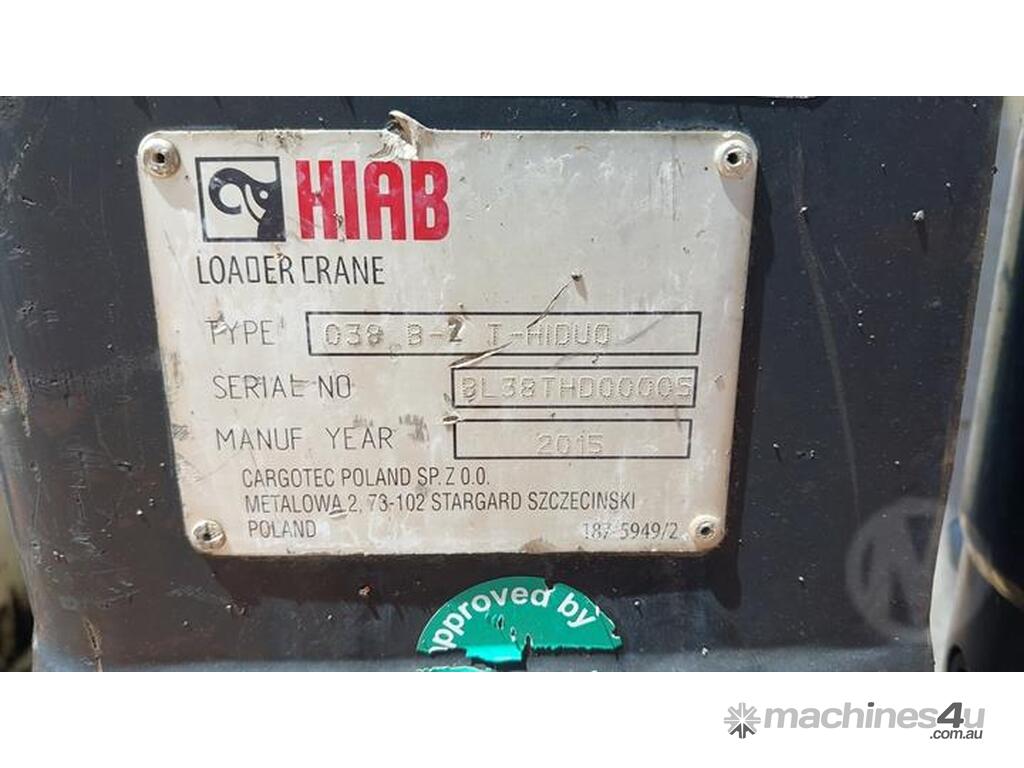 HIAB
LOADER CRANE
TYPE 038 B-2 T-HIDUO
SERIAL NO BL38THD00005
MANUF. YEAR 2015
CARGOTEC POLAND SP. Z O.O.
METALOWA 2, 73-102 STARGARD SZCZECINSKI
POLAND 187 5949/2
approved by
machines4u
.com.au